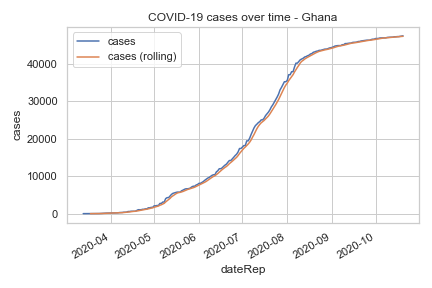 COVID-19 cases over time - Ghana
cases
cases (rolling)
40000
30000
20000
10000
0
cases
2020-04
2020-05
2020-06
2020-07
2020-08
2020-09
2020-10
dateRep